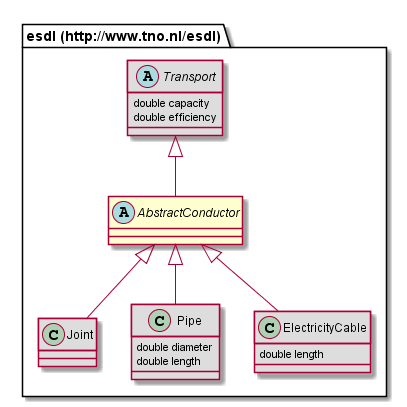 esdl (http://www.tno.nl/esdl)
A Transport
double capacity
double efficiency
A AbstractConductor
C Joint
C Pipe
double diameter
double length
C ElectricityCable
double length